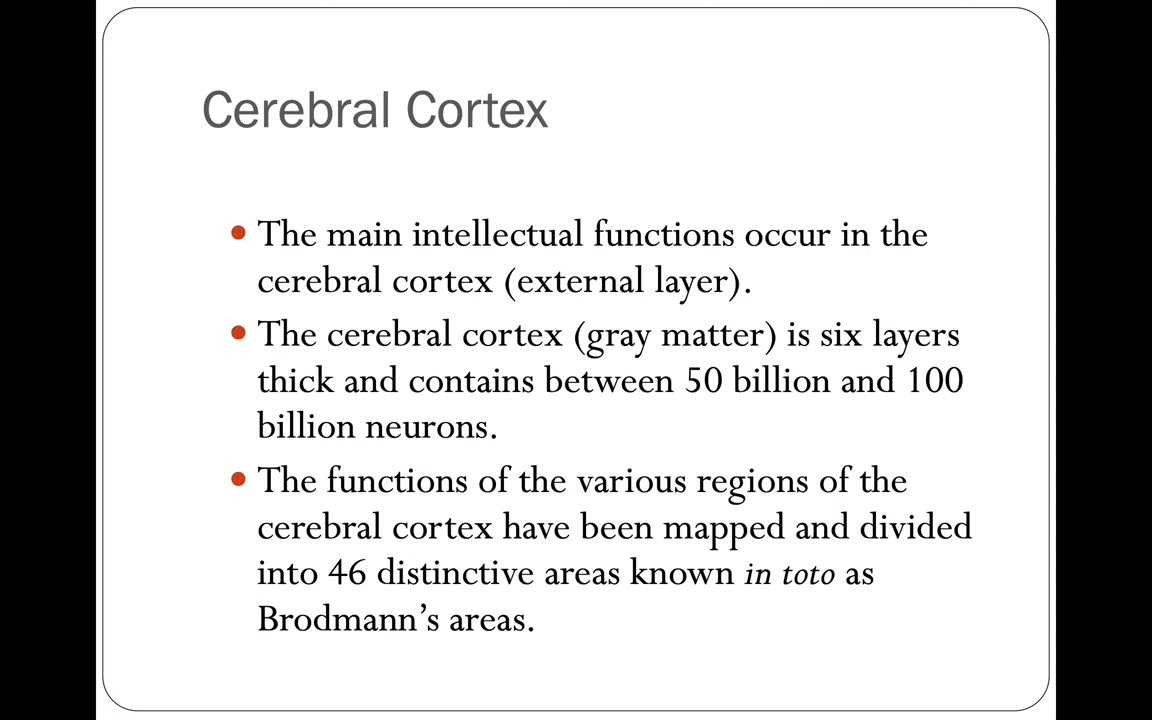 Cerebral Cortex
• The main intellectual functions occur in the
cerebral cortex (external layer).
• The cerebral cortex (gray matter) is six layers
thick and contains between 50 billion and 100
billion neurons.
• The functions of the various regions of the
cerebral cortex have been mapped and divided
into 46 distinctive areas known in toto as
Brodmann’s areas.